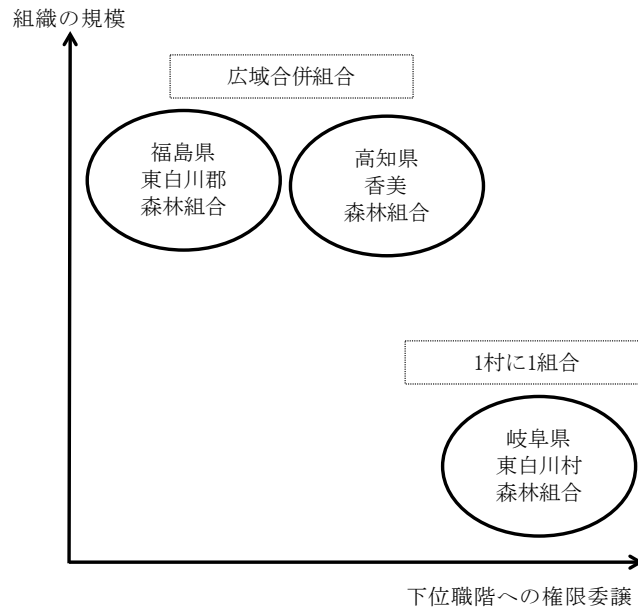 組織の規模
広域合併組合
福島県
東白川郡
森林組合
高知県
香美
森林組合
1村に1組合
岐阜県
東白川村
森林組合
下位職階への権限委譲